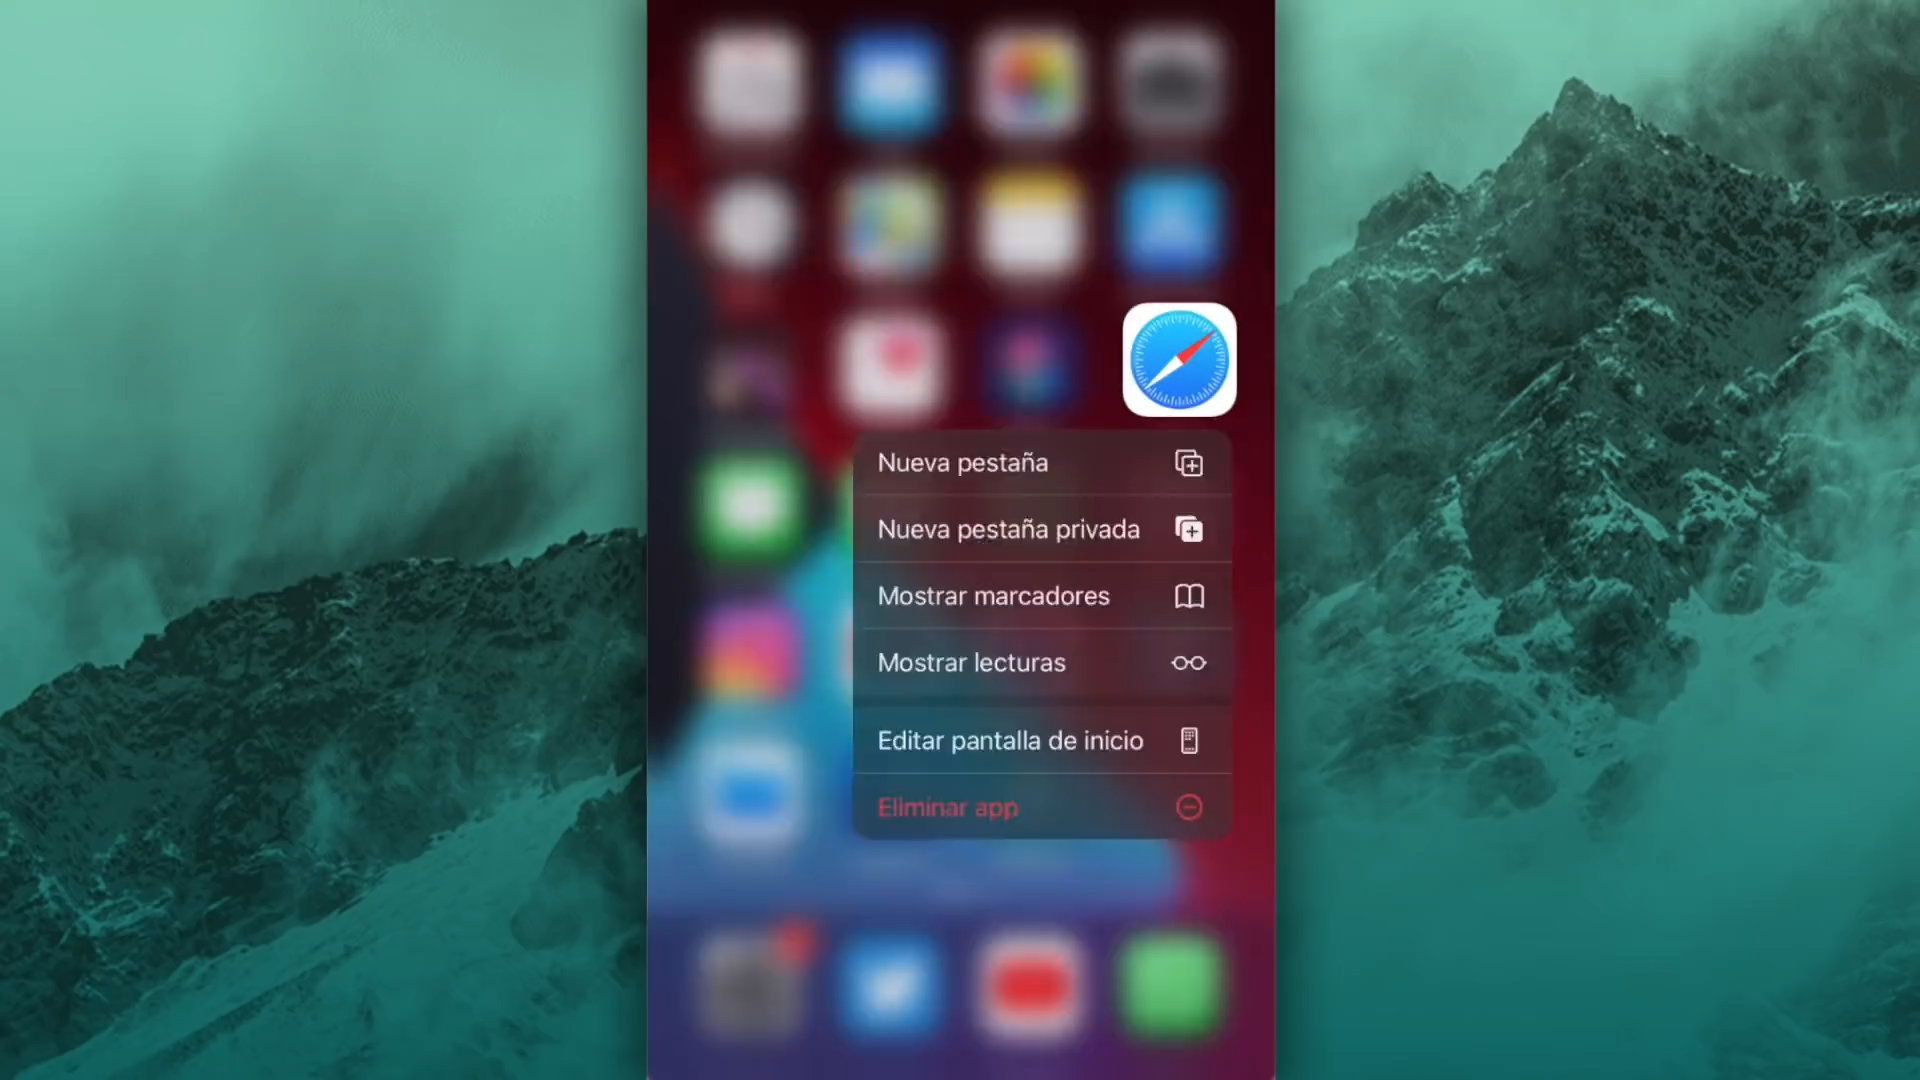 Nueva pestaña
Nueva pestaña privada
Mostrar marcadores
Mostrar lecturas
Editar pantalla de inicio
Eliminar app